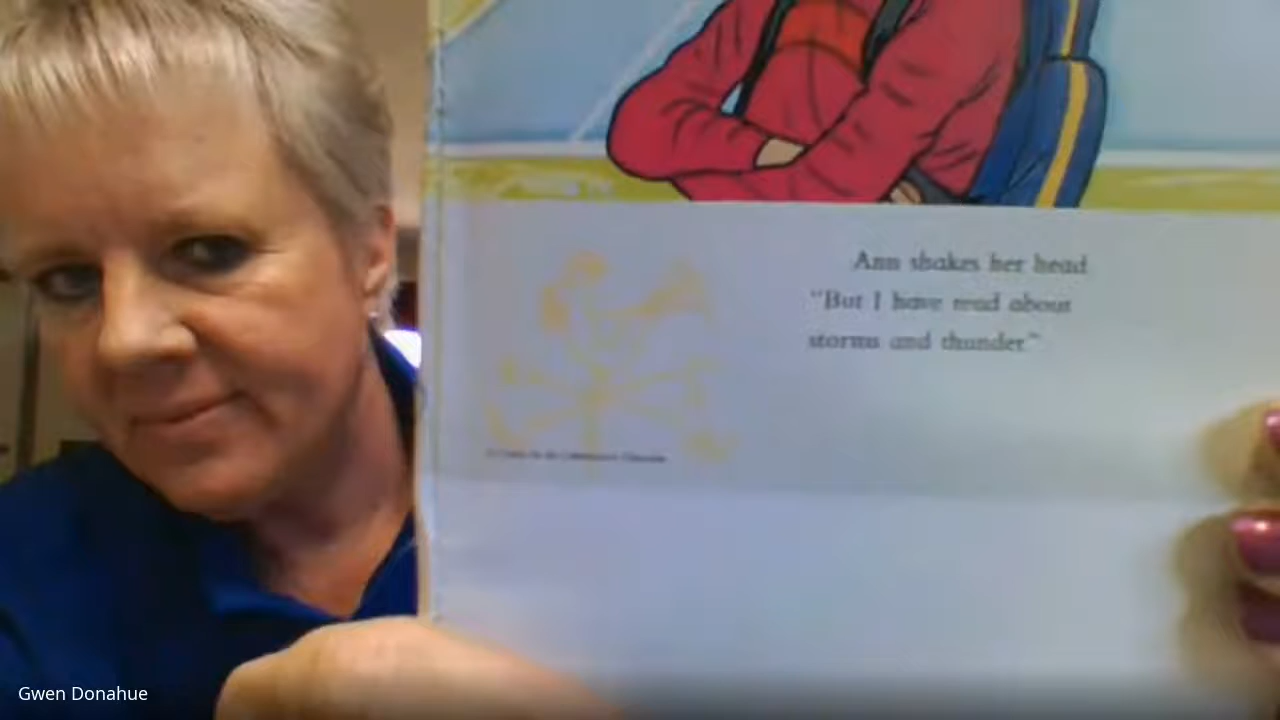 Ann shakes her head.
"But I have read about
storms and thunder."
Gwen Donahue